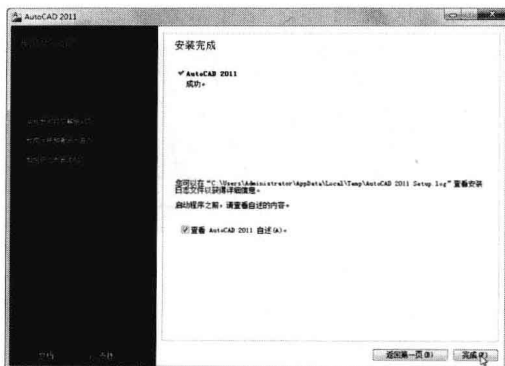 AutoCAD 2011
安装完成
AutoCAD 2011
成功。
您可以在"C:\Users\Administrator\AppData\Local\Temp\AutoCAD 2011 Setup.log"查看安装
日志文件以获得详细信息。
启动程序之前，请查看自述的内容。
查看 AutoCAD 2011 自述(A)。
文档
返回第一页(B)
完成(F)